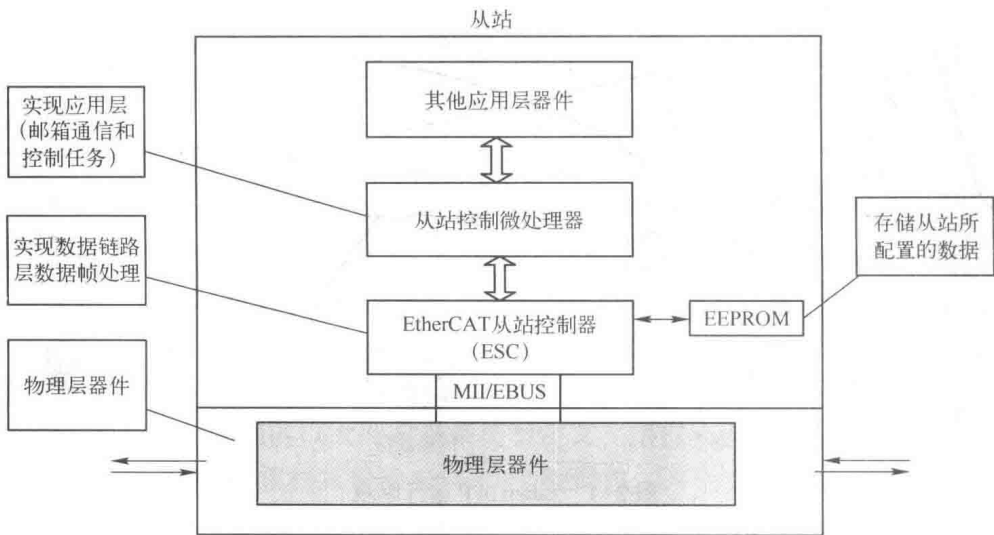 从站
其他应用层器件
实现应用层
(邮箱通信和
控制任务)
从站控制微处理器
实现数据链路
层数据帧处理
存储从站所
配置的数据
EtherCAT从站控制器
(ESC)
EEPROM
MII/EBUS
物理层器件
物理层器件